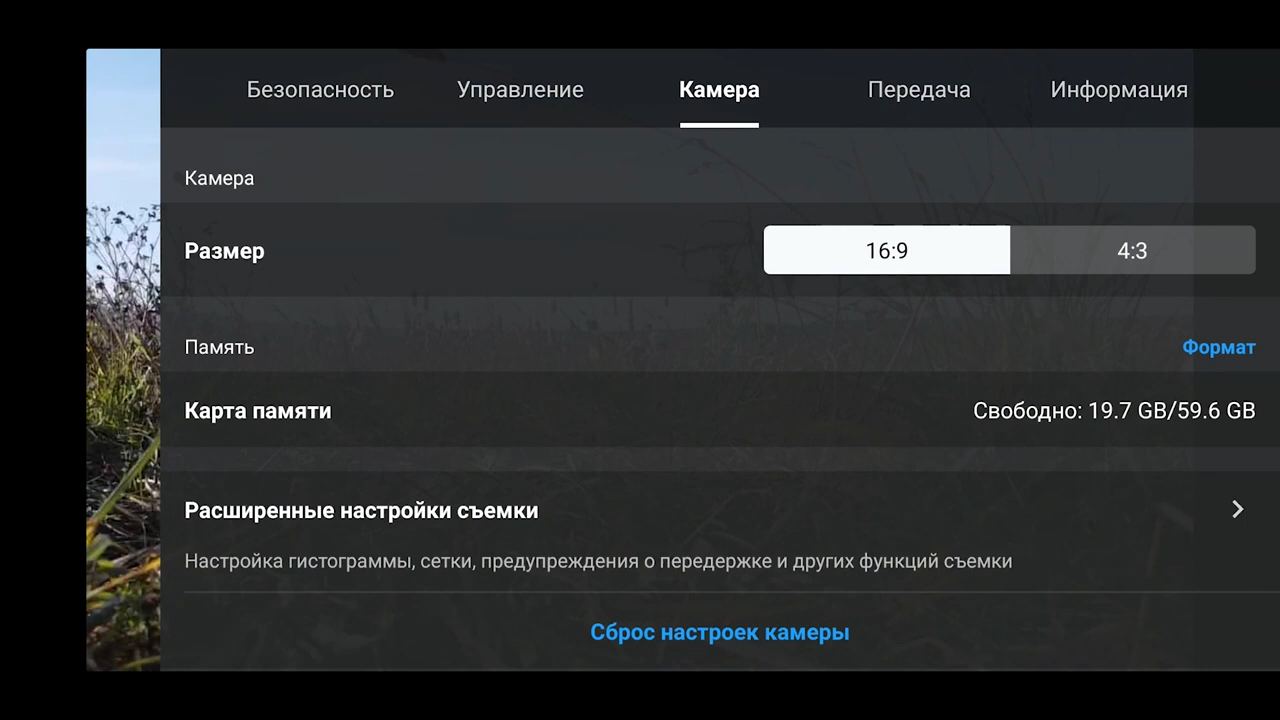 Безопасность Управление Камера Передача Информация
Камера
Размер 16:9 4:3
Память Формат
Карта памяти Свободно: 19.7 GB/59.6 GB
Расширенные настройки съемки
Настройка гистограммы, сетки, предупреждения о передержке и других функций съемки
Сброс настроек камеры